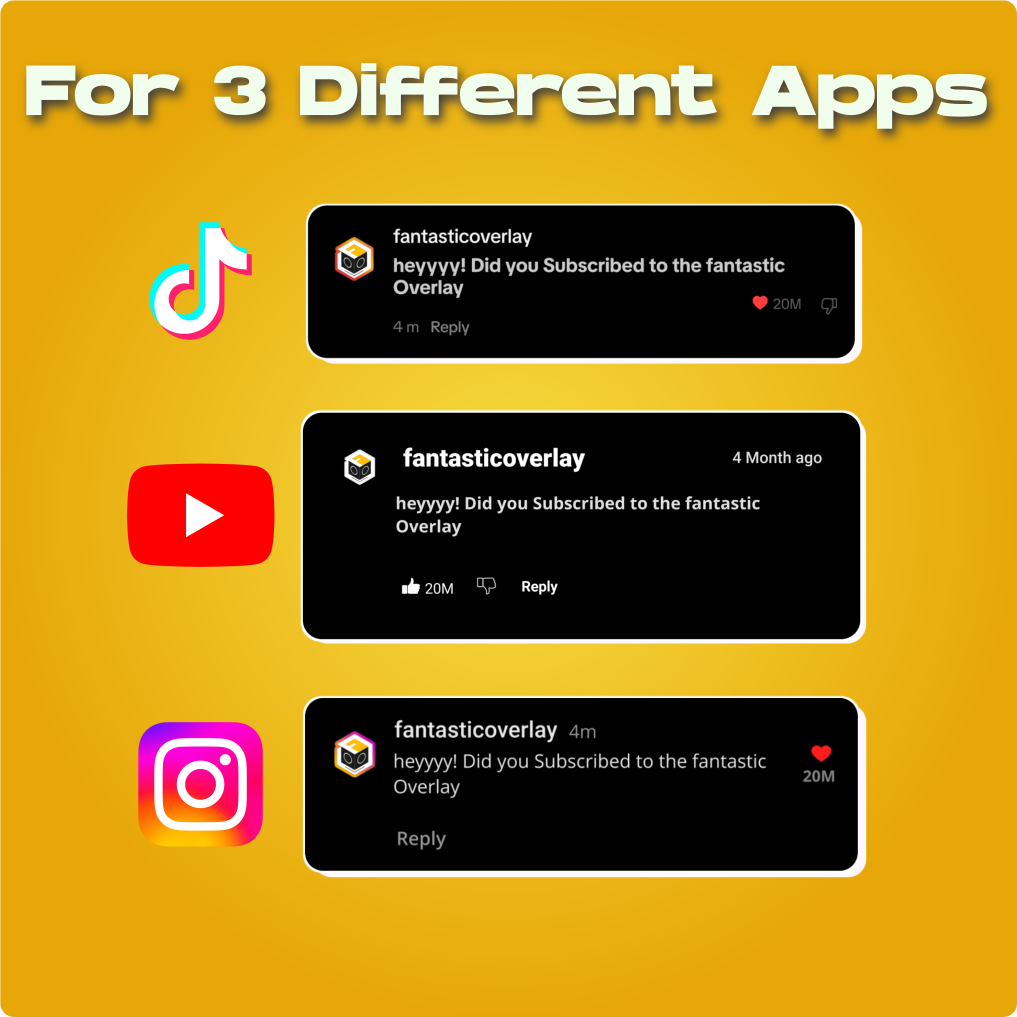 For 3 Different Apps
fantasticoverlay
heyyyy! Did you Subscribed to the fantastic
Overlay
20M
4 m Reply
fantasticoverlay
4 Month ago
heyyyy! Did you Subscribed to the fantastic
Overlay
20M
Reply
fantasticoverlay 4m
heyyyy! Did you Subscribed to the fantastic
Overlay
20M
Reply